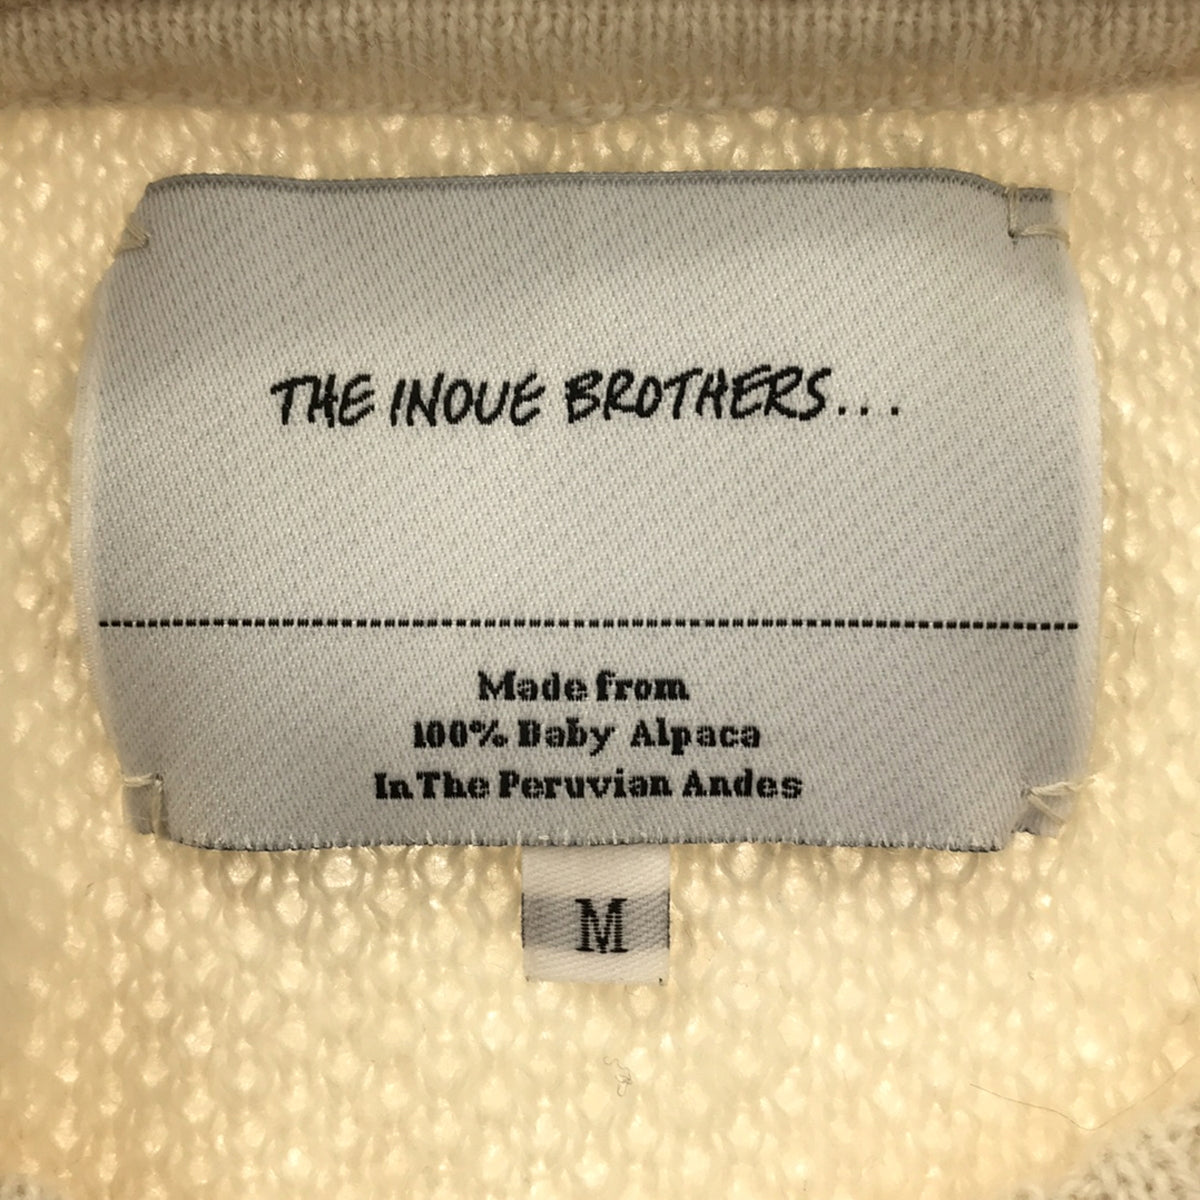 THE INOUE BROTHERS...
Made from
100% Baby Alpaca
In The Peruvian Andes
M